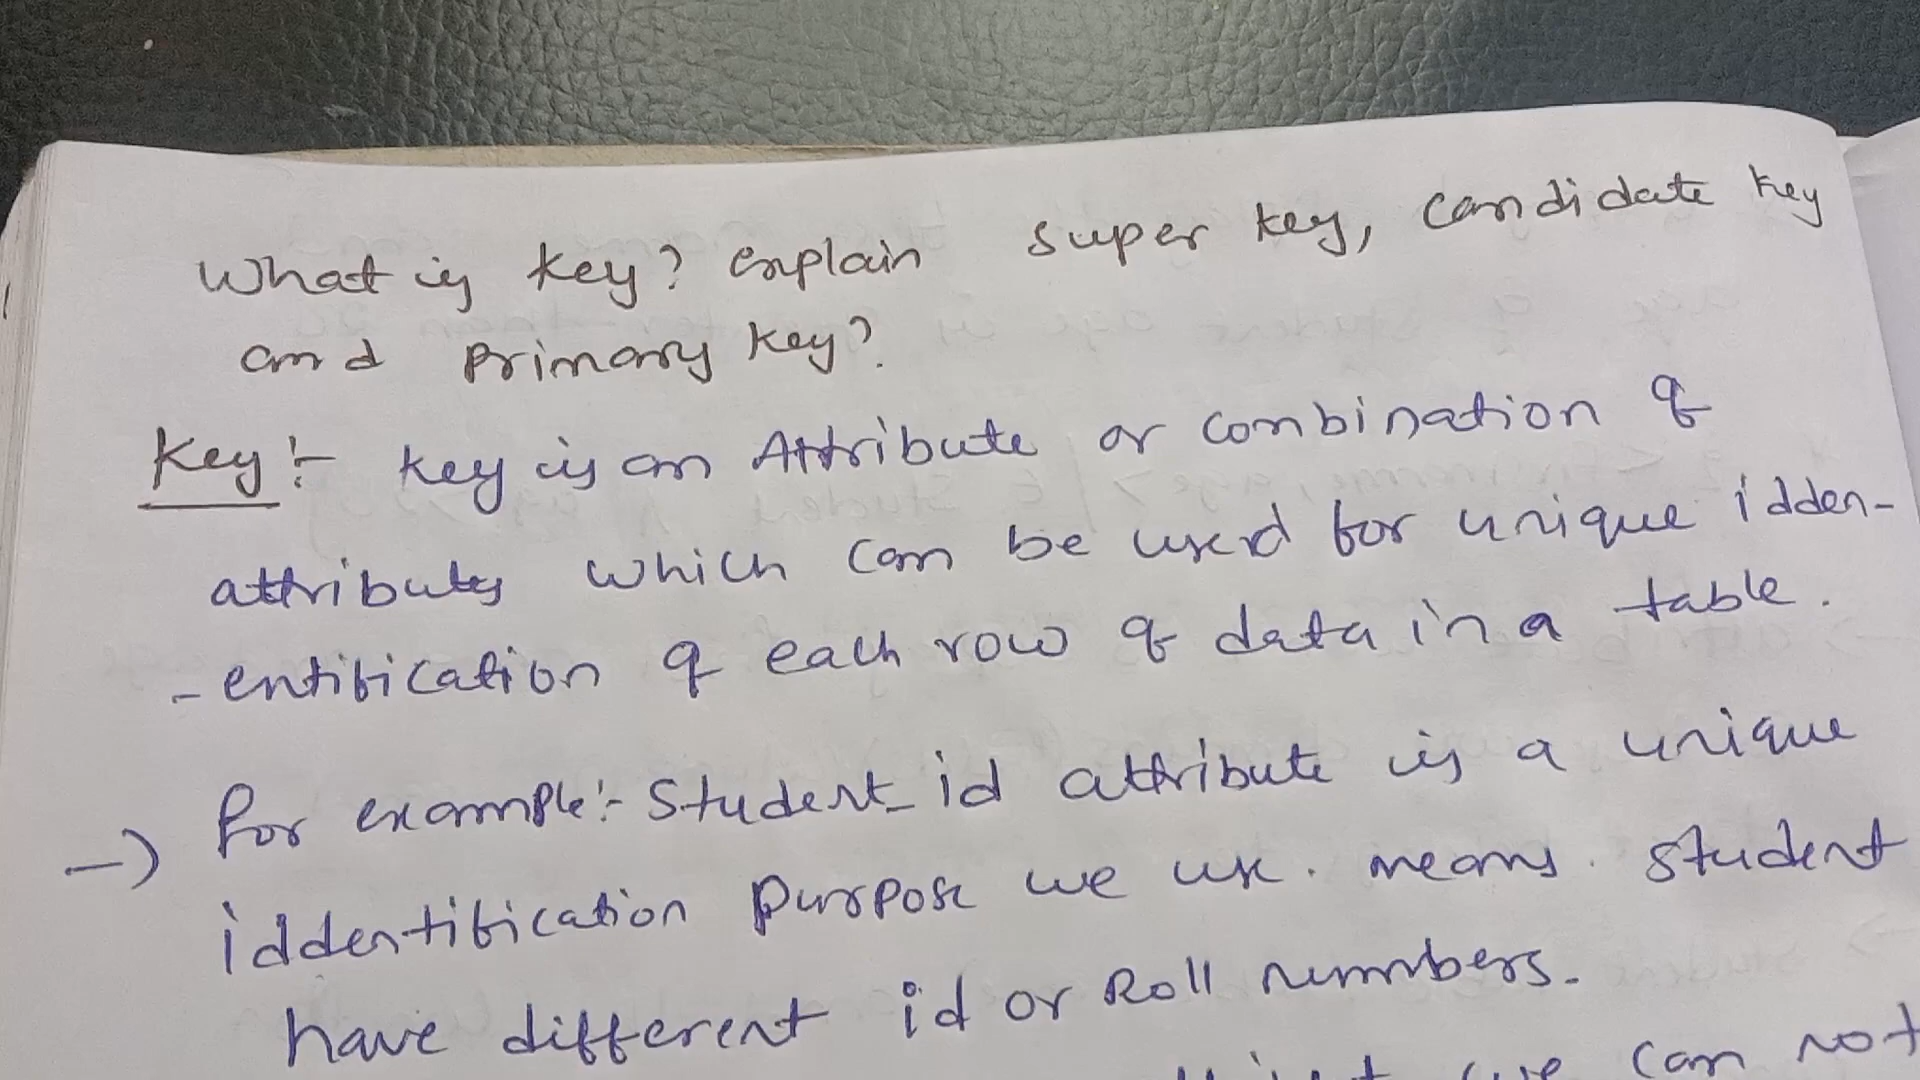 What is key? explain super key, candidate key
and primary key?
Key:- key is an Attribute or combination of
attributes which can be used for unique idden-
-entification of each row of data in a table.
-> for example:- Student_id attribute is a unique
iddentification purpose we use. means student
have different id or Roll numbers.
we can not